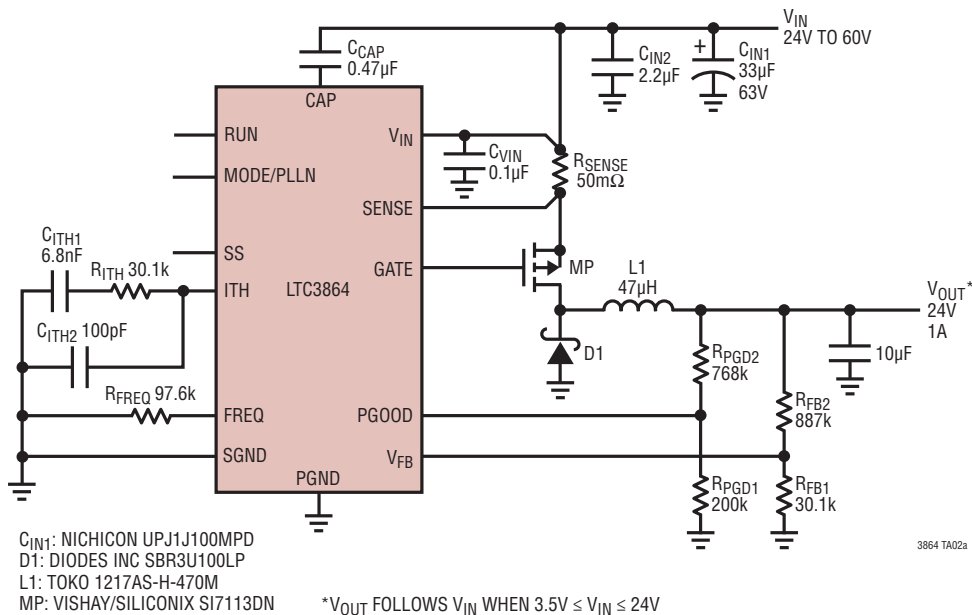 VIN
24V TO 60V
CCAP
0.47µF
CIN2
2.2µF
+
CIN1
33µF
63V
CAP
RUN
VIN
CVIN
0.1µF
RSENSE
50mΩ
MODE/PLLN
SENSE
CITH1
6.8nF
SS
RITH 30.1k
ITH
LTC3864
GATE
MP
L1
47µH
VOUT*
24V
1A
CITH2 100pF
D1
RPGD2
768k
10µF
RFREQ 97.6k
FREQ
PGOOD
RFB2
887k
SGND
VFB
PGND
RPGD1
200k
RFB1
30.1k
CIN1: NICHICON UPJ1J100MPD
D1: DIODES INC SBR3U100LP
L1: TOKO 1217AS-H-470M
MP: VISHAY/SILICONIX SI7113DN
*VOUT FOLLOWS VIN WHEN 3.5V ≤ VIN ≤ 24V
3864 TA02a